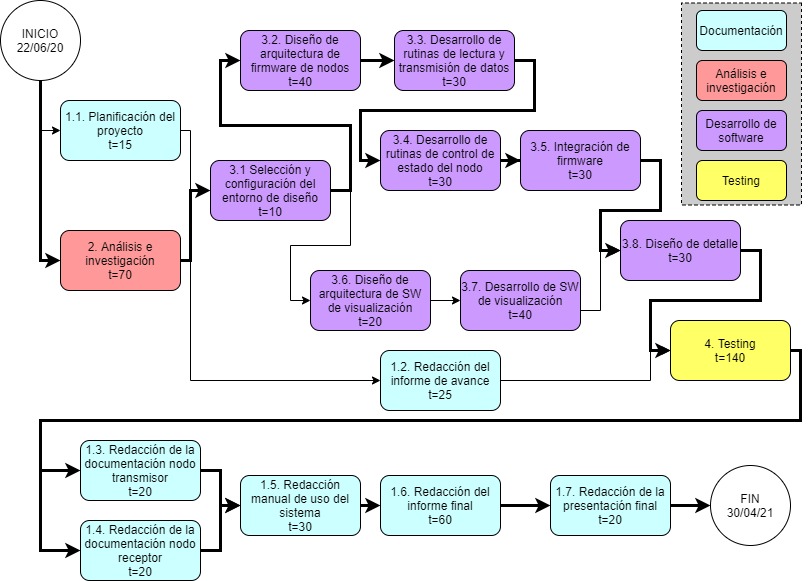 INICIO
22/06/20
3.2. Diseño de
arquitectura de
firmware de nodos
t=40
3.3. Desarrollo de
rutinas de lectura y
transmisión de datos
t=30
Documentación
Análisis e
investigación
Desarrollo de
software
Testing
1.1. Planificación del
proyecto
t=15
3.4. Desarrollo de
rutinas de control de
estado del nodo
t=30
3.5. Integración de
firmware
t=30
3.1 Selección y
configuración del
entorno de diseño
t=10
2. Análisis e
investigación
t=70
3.8. Diseño de detalle
t=30
3.6. Diseño de
arquitectura de SW
de visualización
t=20
3.7. Desarrollo de SW
de visualización
t=40
4. Testing
t=140
1.2. Redacción del
informe de avance
t=25
1.3. Redacción de la
documentación nodo
transmisor
t=20
1.4. Redacción de la
documentación nodo
receptor
t=20
1.5. Redacción
manual de uso del
sistema
t=30
1.6. Redacción del
informe final
t=60
1.7. Redacción de la
presentación final
t=20
FIN
30/04/21